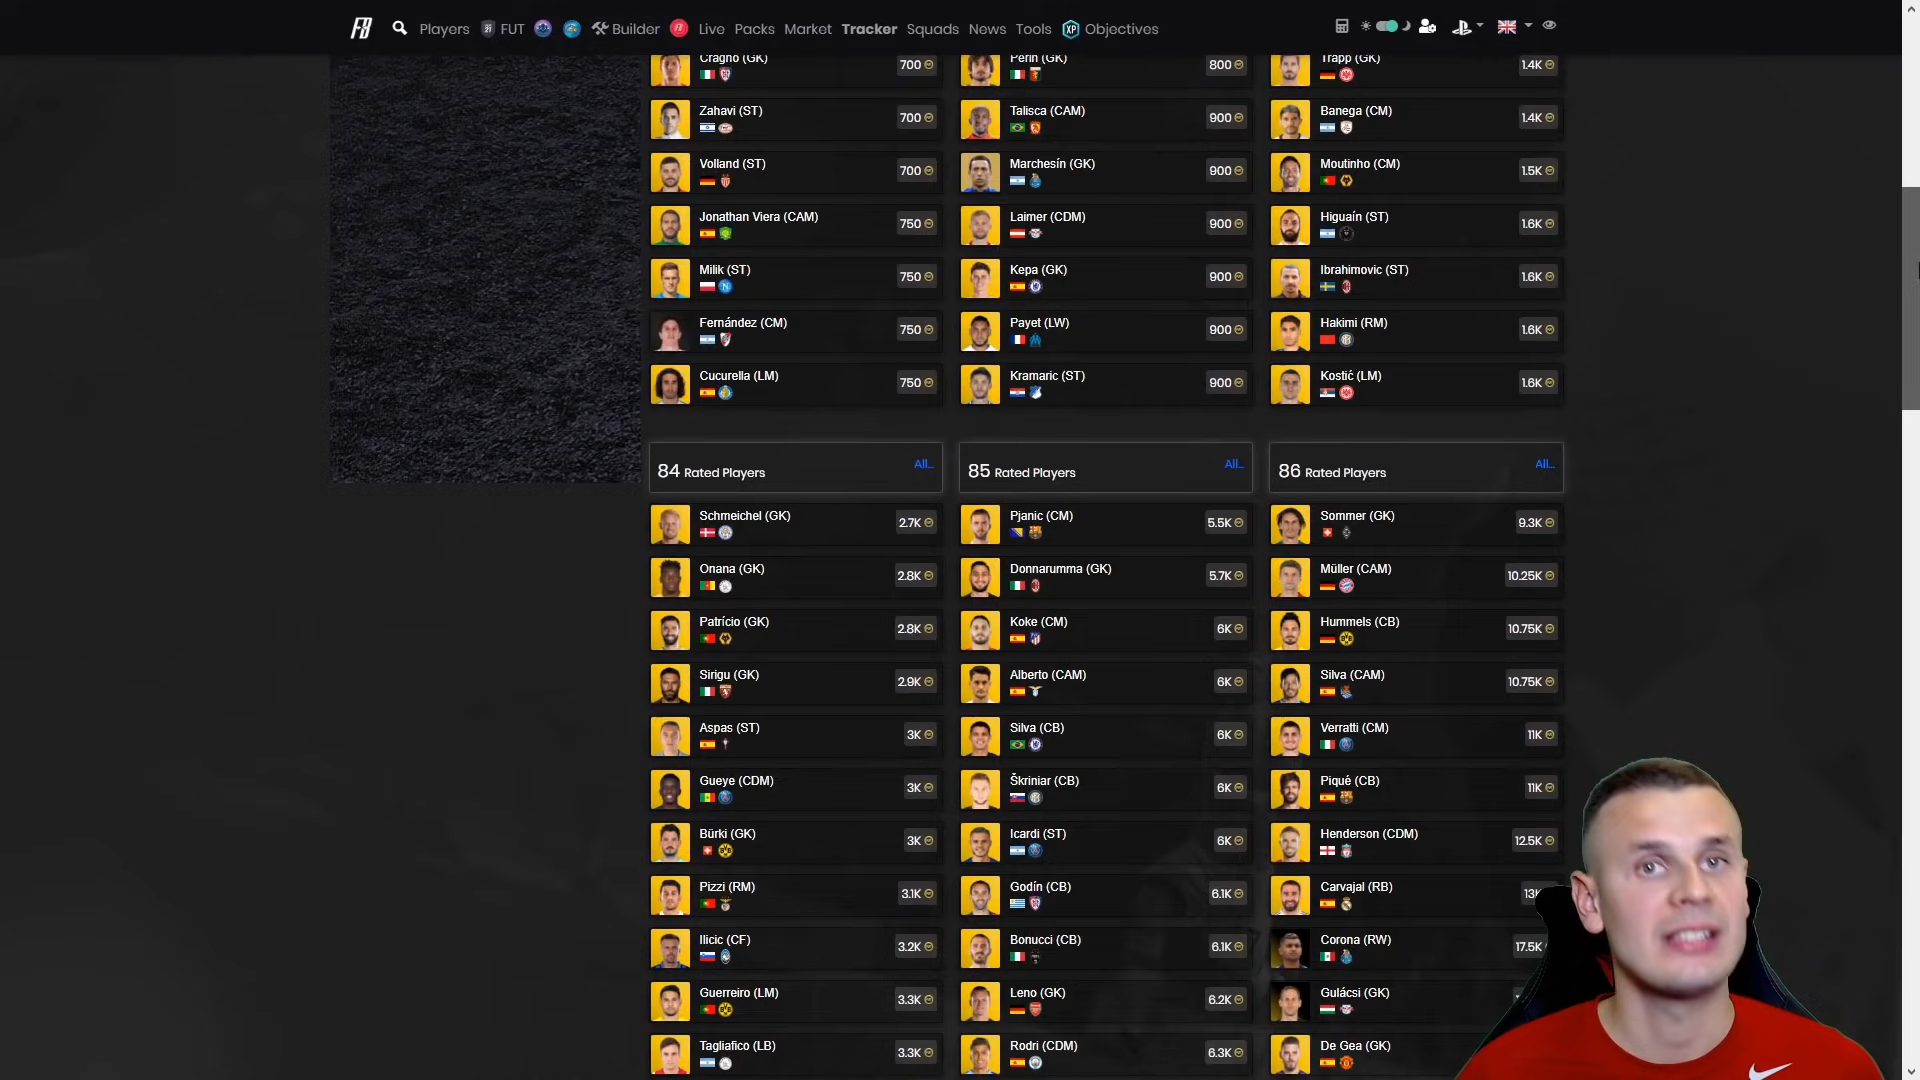 Players FUT Builder Live Packs Market Tracker Squads News Tools XP Objectives
Cragno (GK) 700
Perin (GK) 800
Trapp (GK) 1.4K
Zahavi (ST) 700
Talisca (CAM) 900
Banega (CM) 1.4K
Volland (ST) 700
Marchesín (GK) 900
Moutinho (CM) 1.5K
Jonathan Viera (CAM) 750
Laimer (CDM) 900
Higuaín (ST) 1.6K
Milik (ST) 750
Kepa (GK) 900
Ibrahimovic (ST) 1.6K
Fernández (CM) 750
Payet (LW) 900
Hakimi (RM) 1.6K
Cucurella (LM) 750
Kramaric (ST) 900
Kostić (LM) 1.6K
84 Rated Players All...
85 Rated Players All...
86 Rated Players All...
Schmeichel (GK) 2.7K
Pjanic (CM) 5.5K
Sommer (GK) 9.3K
Onana (GK) 2.8K
Donnarumma (GK) 5.7K
Müller (CAM) 10.25K
Patrício (GK) 2.8K
Koke (CM) 6K
Hummels (CB) 10.75K
Sirigu (GK) 2.9K
Alberto (CAM) 6K
Silva (CAM) 10.75K
Aspas (ST) 3K
Silva (CB) 6K
Verratti (CM) 11K
Gueye (CDM) 3K
Škriniar (CB) 6K
Piqué (CB) 11K
Bürki (GK) 3K
Icardi (ST) 6K
Henderson (CDM) 12.5K
Pizzi (RM) 3.1K
Godín (CB) 6.1K
Carvajal (RB) 13K
Ilicic (CF) 3.2K
Bonucci (CB) 6.1K
Corona (RW) 17.5K
Guerreiro (LM) 3.3K
Leno (GK) 6.2K
Gulácsi (GK)
Tagliafico (LB) 3.3K
Rodri (CDM) 6.3K
De Gea (GK)